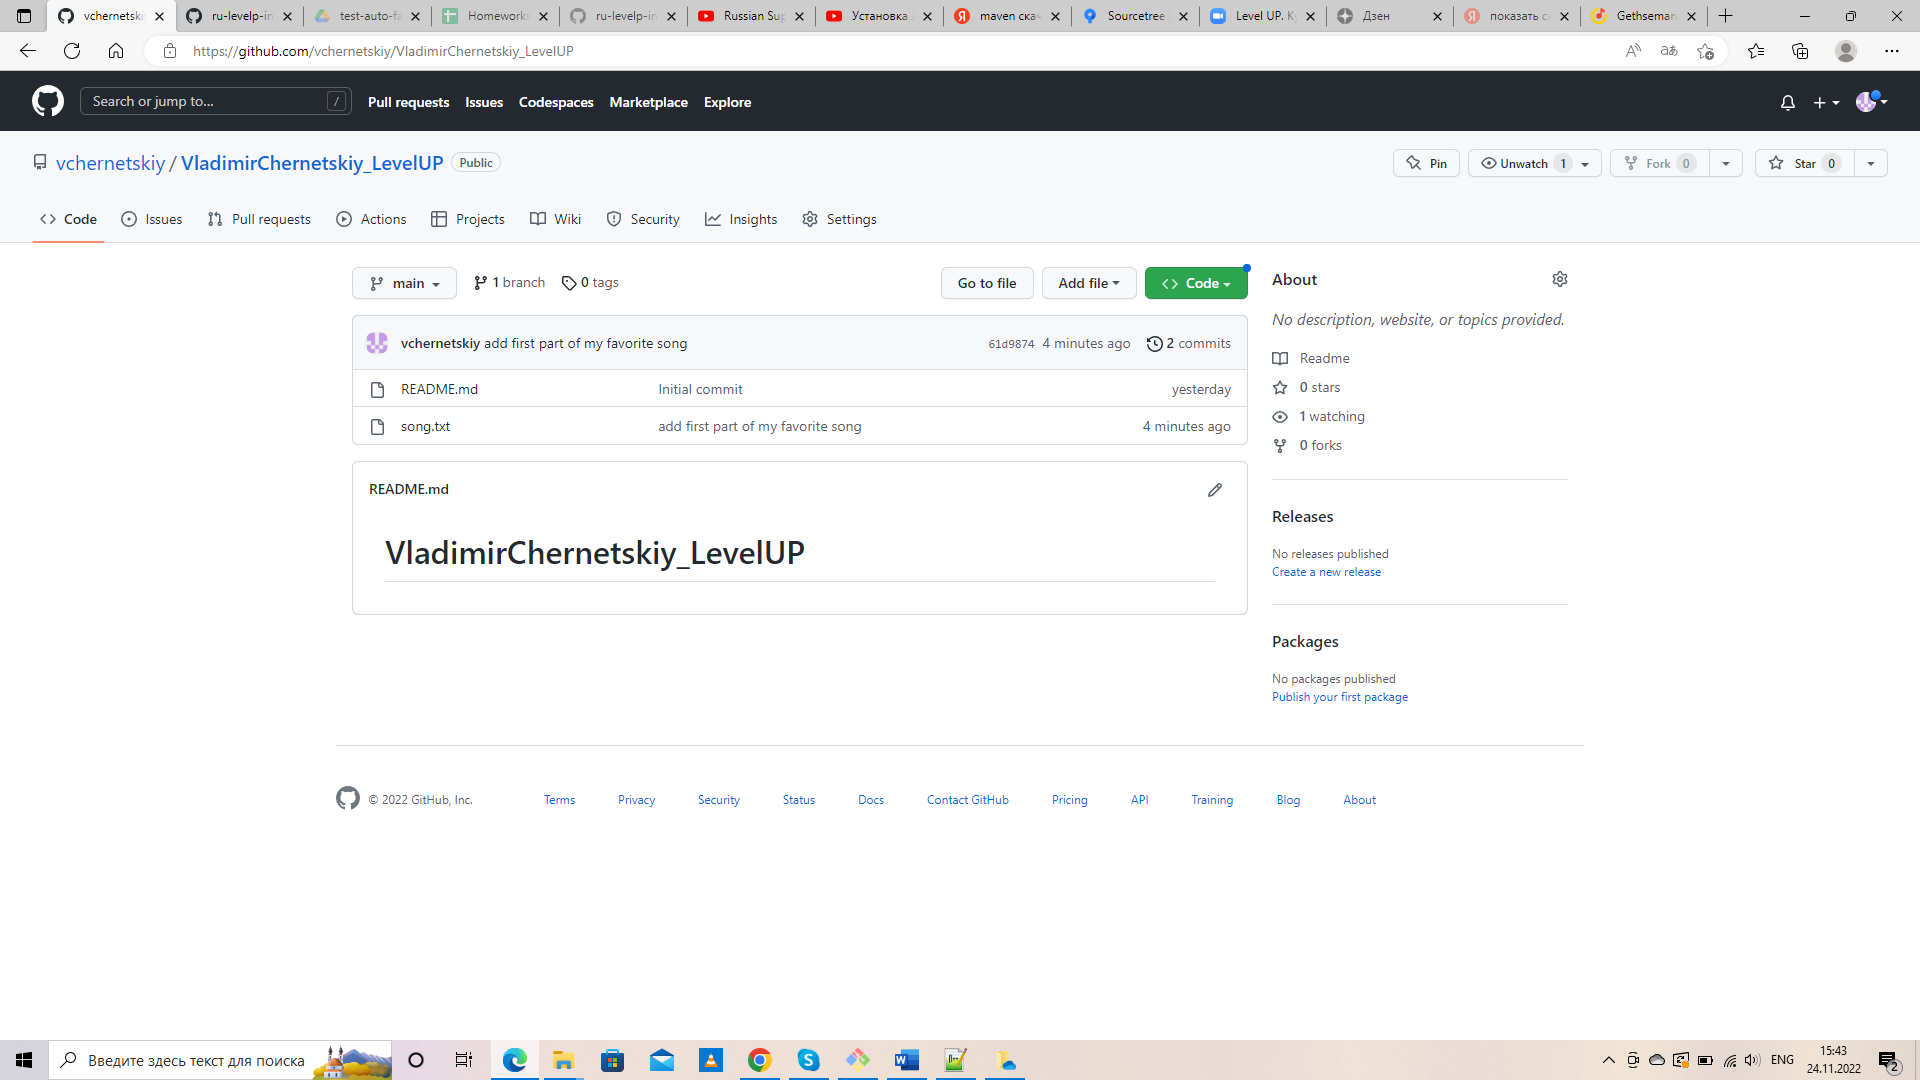 vchernetski
ru-levelp-in
test-auto-fa
Homeworks
ru-levelp-in
Russian Sup
Установка
maven скач
Sourcetree
Level UP. Ку
Дзен
показать с
Gethseman
https://github.com/vchernetskiy/VladimirChernetskiy_LevelUP
Search or jump to... /
Pull requests Issues Codespaces Marketplace Explore
vchernetskiy / VladimirChernetskiy_LevelUP Public
Pin Unwatch 1 Fork 0 Star 0
Code Issues Pull requests Actions Projects Wiki Security Insights Settings
main 1 branch 0 tags Go to file Add file Code
vchernetskiy add first part of my favorite song 61d9874 4 minutes ago 2 commits
README.md Initial commit yesterday
song.txt add first part of my favorite song 4 minutes ago
README.md
VladimirChernetskiy_LevelUP
About
No description, website, or topics provided.
Readme
0 stars
1 watching
0 forks
Releases
No releases published
Create a new release
Packages
No packages published
Publish your first package
© 2022 GitHub, Inc. Terms Privacy Security Status Docs Contact GitHub Pricing API Training Blog About
Введите здесь текст для поиска
ENG
15:43
24.11.2022
2